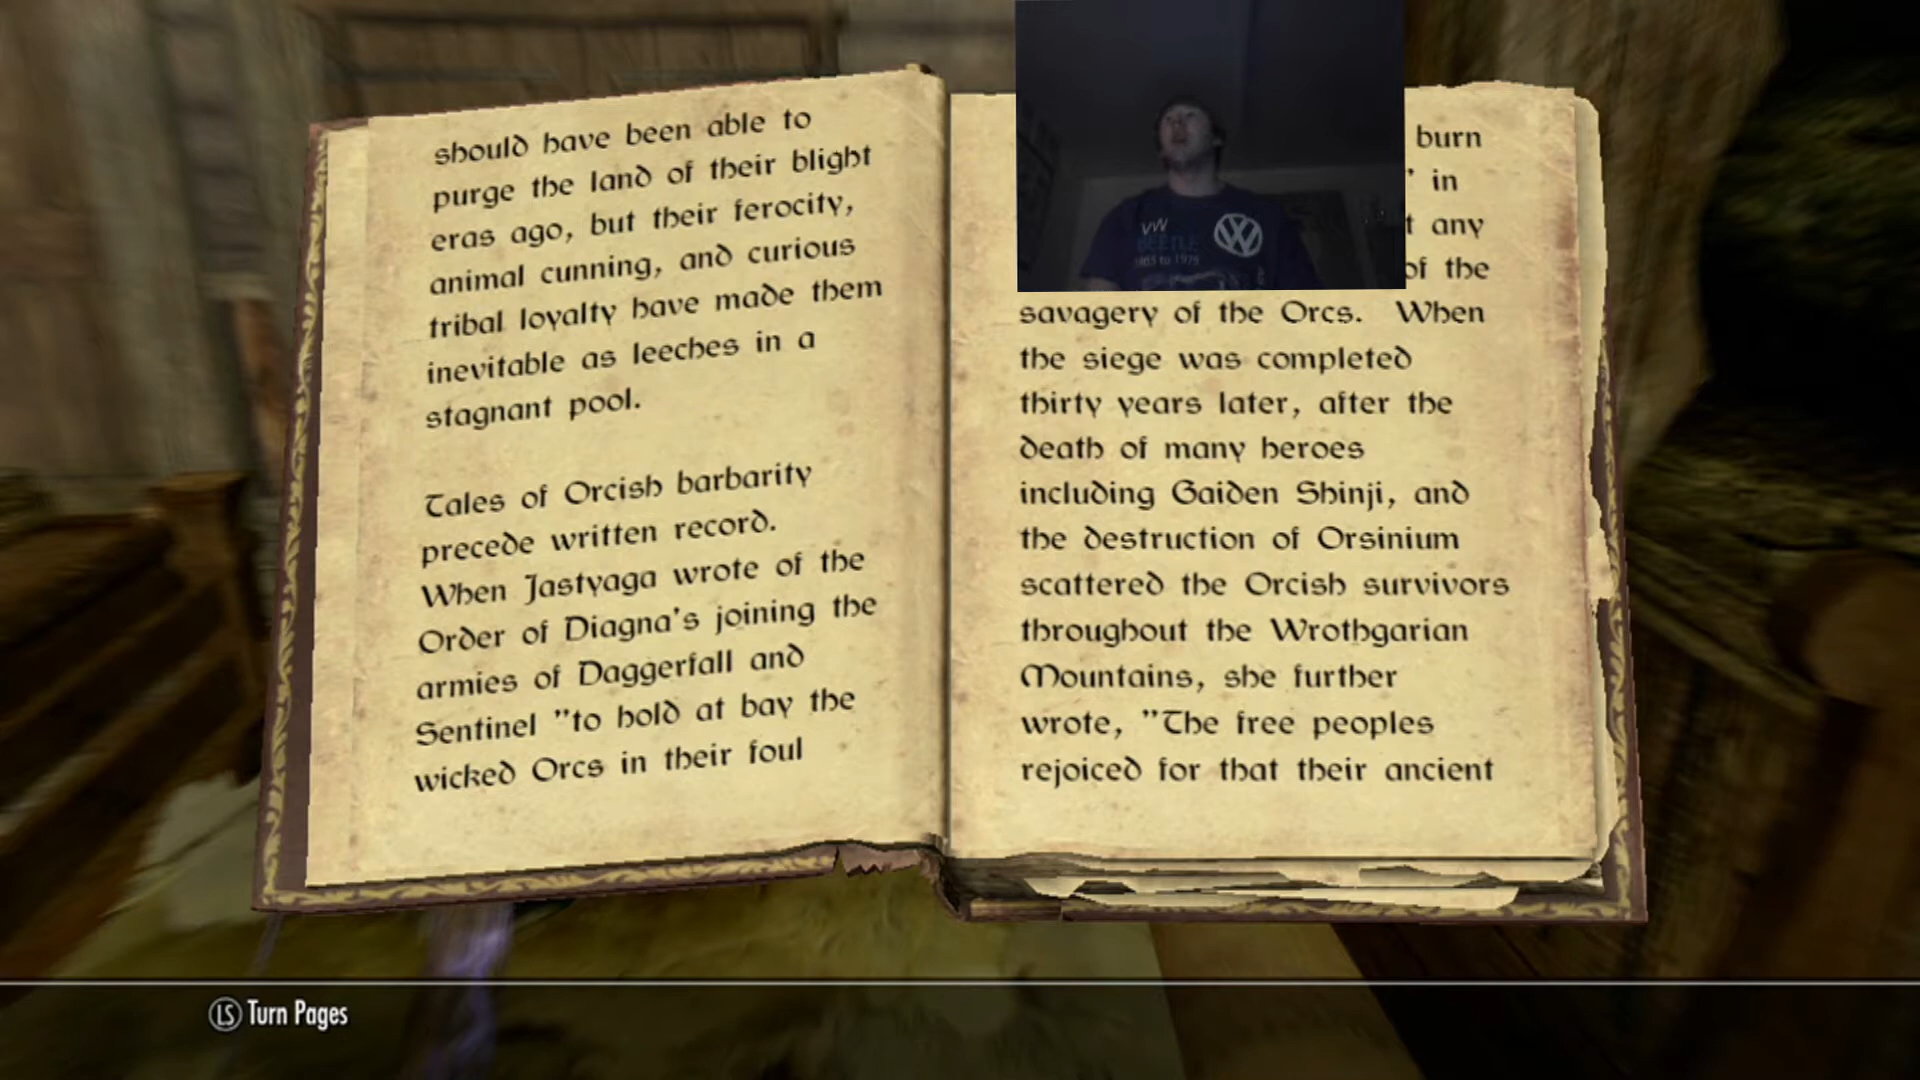 should have been able to
purge the land of their blight
eras ago, but their ferocity,
animal cunning, and curious
tribal loyalty have made them
inevitable as leeches in a
stagnant pool.
Tales of Orcish barbarity
precede written record.
When Jastyaga wrote of the
Order of Diagna's joining the
armies of Daggerfall and
Sentinel "to hold at bay the
wicked Orcs in their foul
burn
" in
any
of the
savagery of the Orcs. When
the siege was completed
thirty years later, after the
death of many heroes
including Gaiden Shinji, and
the destruction of Orsinium
scattered the Orcish survivors
throughout the Wrothgarian
Mountains, she further
wrote, "The free peoples
rejoiced for that their ancient
VW
BEETLE
VW
LS Turn Pages